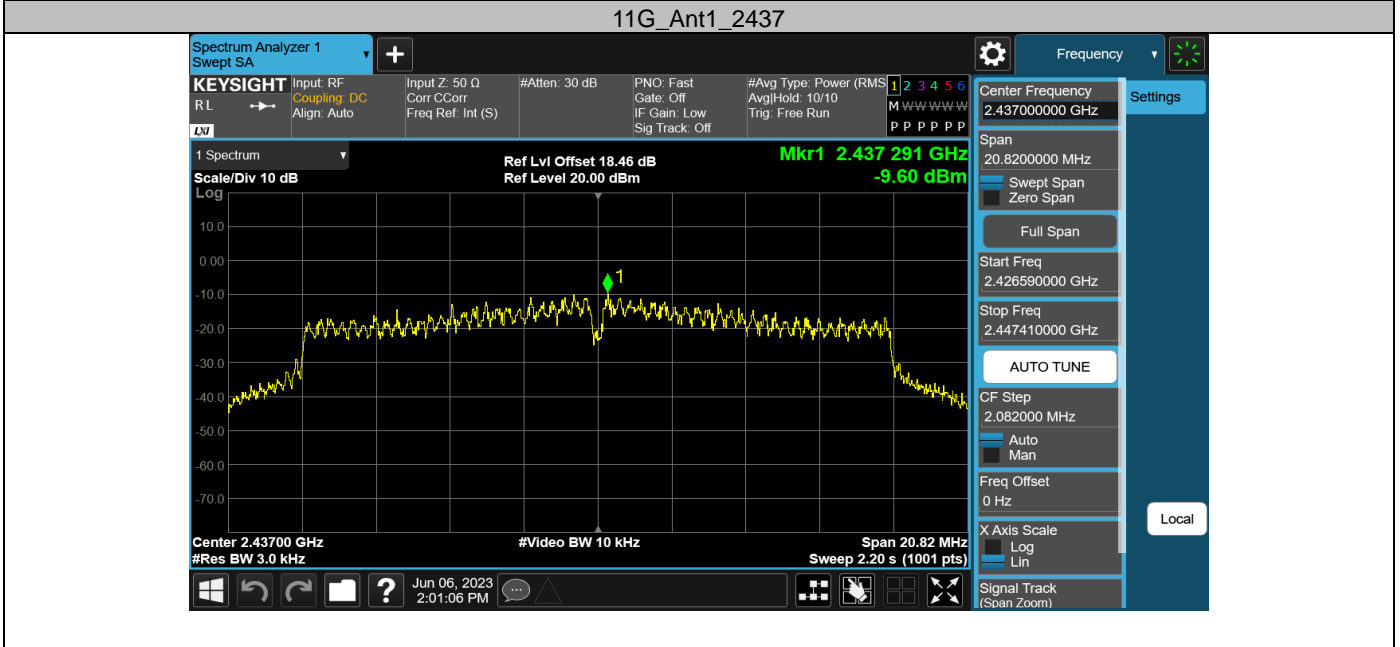 11G_Ant1_2437
Spectrum Analyzer 1
Swept SA
Frequency
KEYSIGHT
RL
LXI
Input: RF
Coupling: DC
Align: Auto
Input Z: 50 Ω
Corr CCorr
Freq Ref: Int (S)
#Atten: 30 dB
PNO: Fast
Gate: Off
IF Gain: Low
Sig Track: Off
#Avg Type: Power (RMS
Avg|Hold: 10/10
Trig: Free Run
1 2 3 4 5 6
M W W W W W
P P P P P P
1 Spectrum
Scale/Div 10 dB
Log
Ref Lvl Offset 18.46 dB
Ref Level 20.00 dBm
Mkr1 2.437 291 GHz
-9.60 dBm
10.0
0.00
-10.0
-20.0
-30.0
-40.0
-50.0
-60.0
-70.0
1
Center 2.43700 GHz
#Res BW 3.0 kHz
#Video BW 10 kHz
Span 20.82 MHz
Sweep 2.20 s (1001 pts)
Jun 06, 2023
2:01:06 PM
Center Frequency
2.437000000 GHz
Span
20.8200000 MHz
Swept Span
Zero Span
Full Span
Start Freq
2.426590000 GHz
Stop Freq
2.447410000 GHz
AUTO TUNE
CF Step
2.082000 MHz
Auto
Man
Freq Offset
0 Hz
X Axis Scale
Log
Lin
Signal Track
(Span Zoom)
Settings
Local